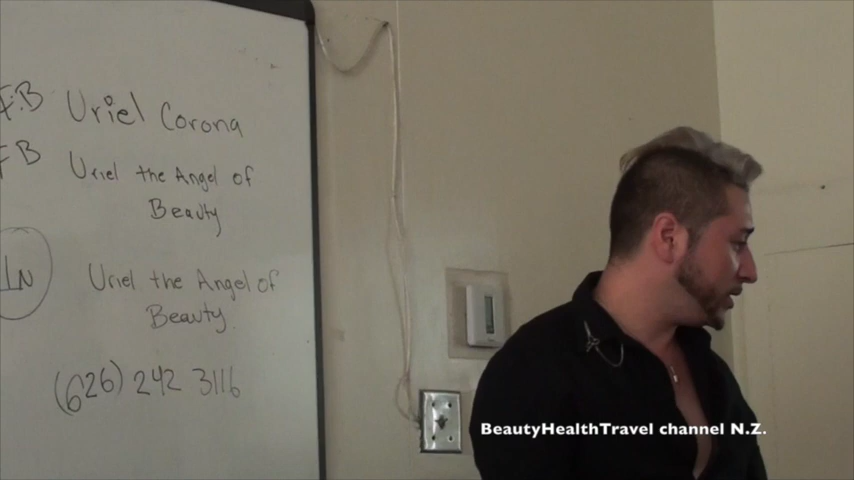 F.B Uriel Corona
FB Uriel the Angel of
Beauty
IN Uriel the Angel of
Beauty
(626) 242 3116
BeautyHealthTravel channel N.Z.